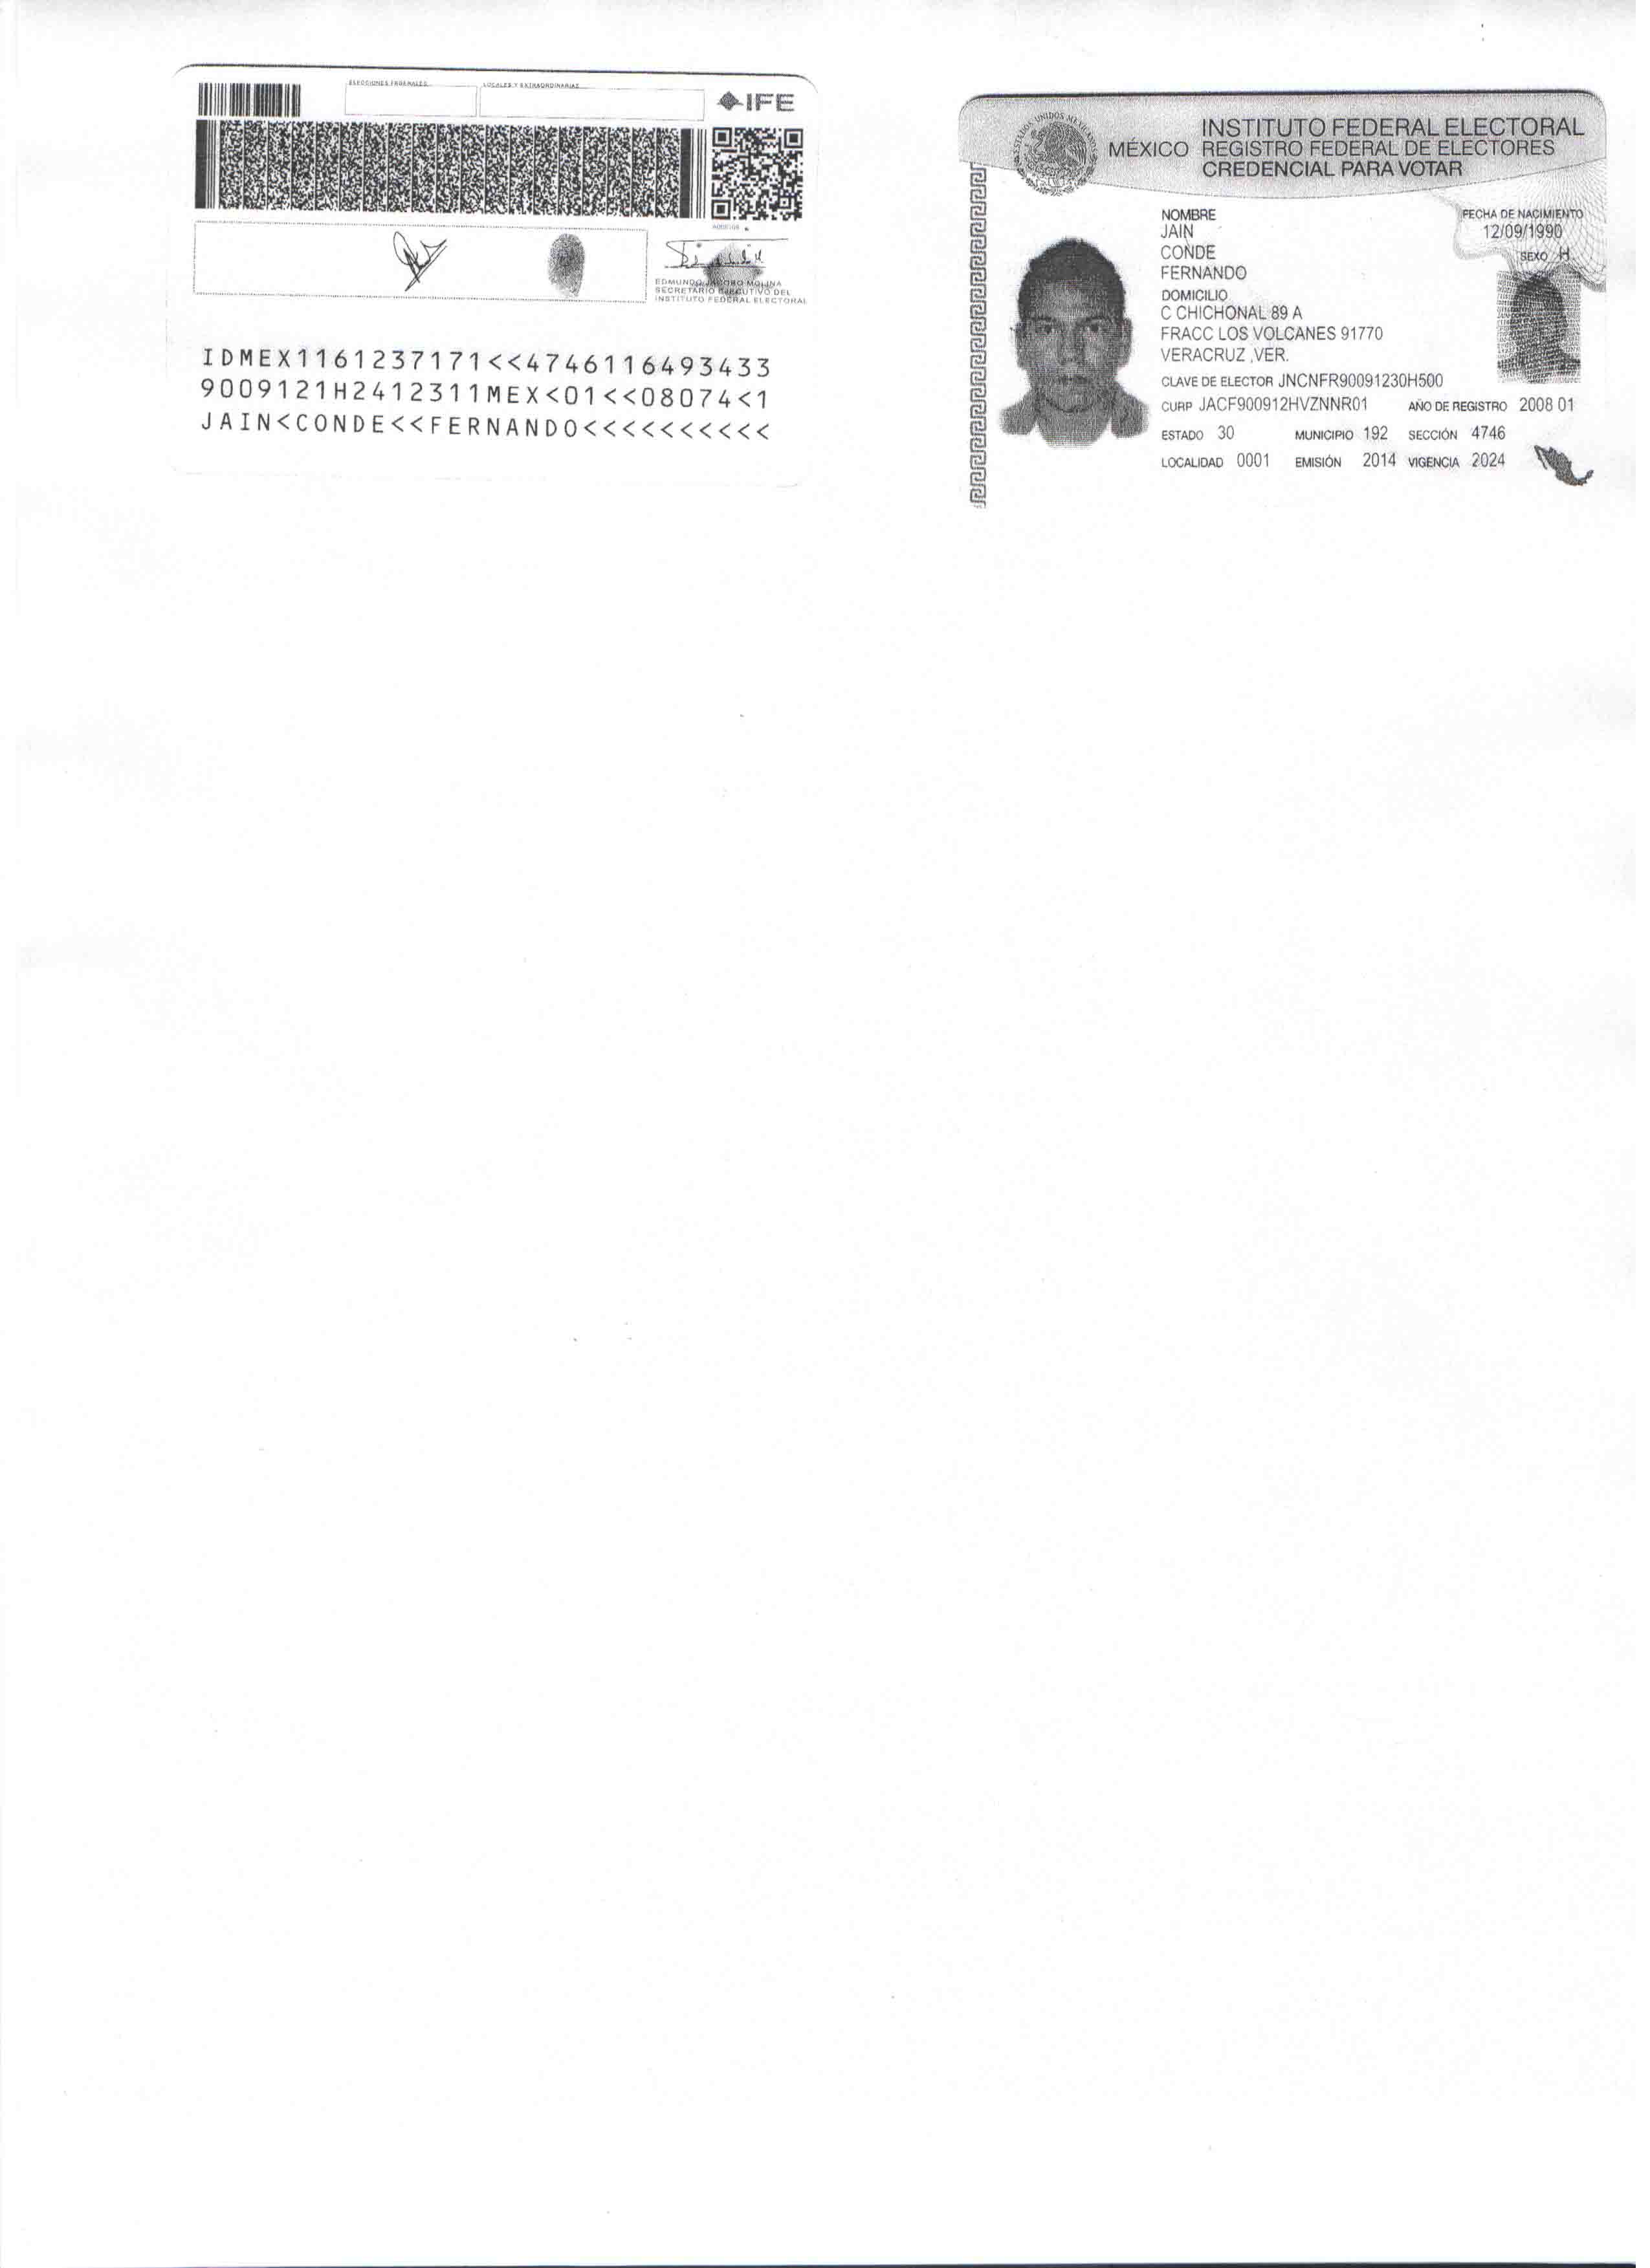 ELECCIONES FEDERALES
LOCALES Y EXTRAORDINARIAS
IFE
EDMUNDO JACOBO MOLINA
SECRETARIO EJECUTIVO DEL
INSTITUTO FEDERAL ELECTORAL
IDMEX1161237171<<4746116493433
9009121H2412311MEX<01<<08074<1
JAIN<CONDE<<FERNANDO<<<<<<<<<<
ESTADOS UNIDOS MEXICANOS
INSTITUTO FEDERAL ELECTORAL
MÉXICO REGISTRO FEDERAL DE ELECTORES
CREDENCIAL PARA VOTAR
NOMBRE
JAIN
CONDE
FERNANDO
FECHA DE NACIMIENTO
12/09/1990
SEXO H
DOMICILIO
C CHICHONAL 89 A
FRACC LOS VOLCANES 91770
VERACRUZ ,VER.
CLAVE DE ELECTOR JNCNFR90091230H500
CURP JACF900912HVZNNR01 AÑO DE REGISTRO 2008 01
ESTADO 30 MUNICIPIO 192 SECCIÓN 4746
LOCALIDAD 0001 EMISIÓN 2014 VIGENCIA 2024